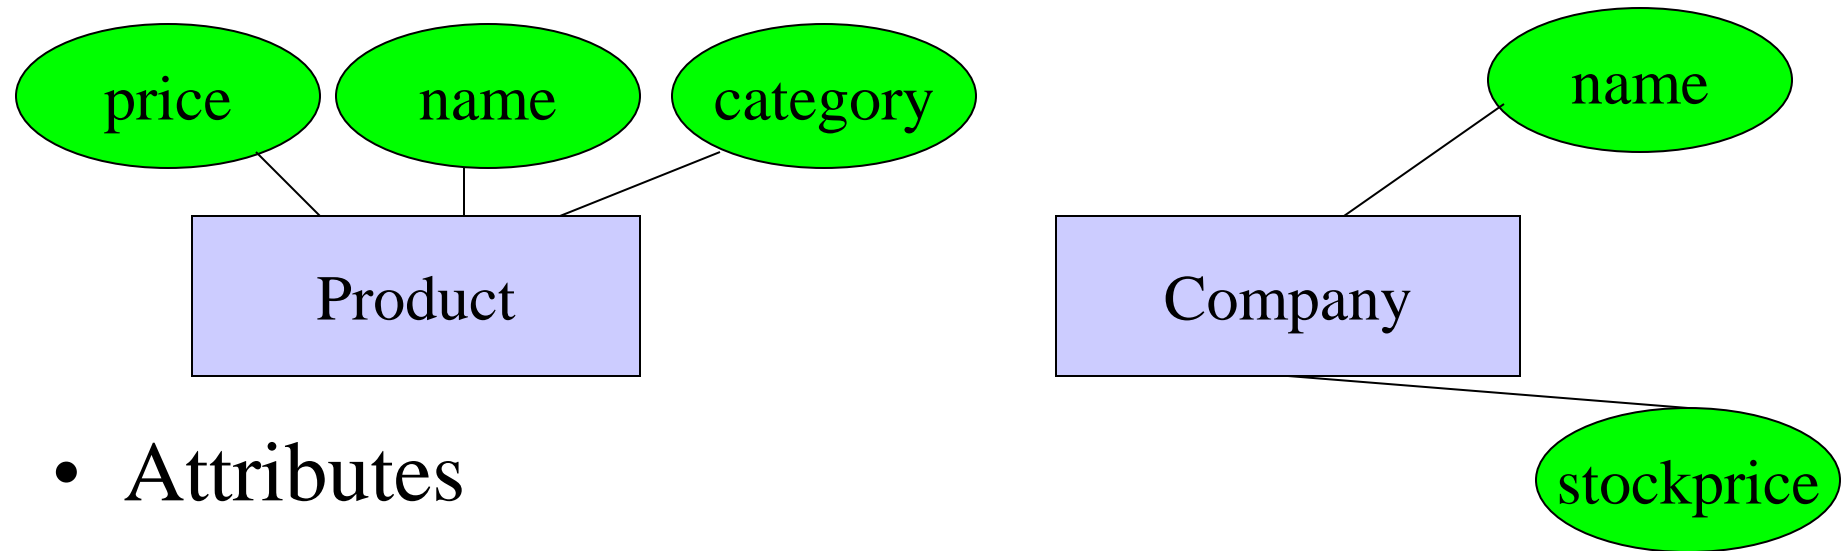 price
name
category
name
Product
Company
stockprice
• Attributes